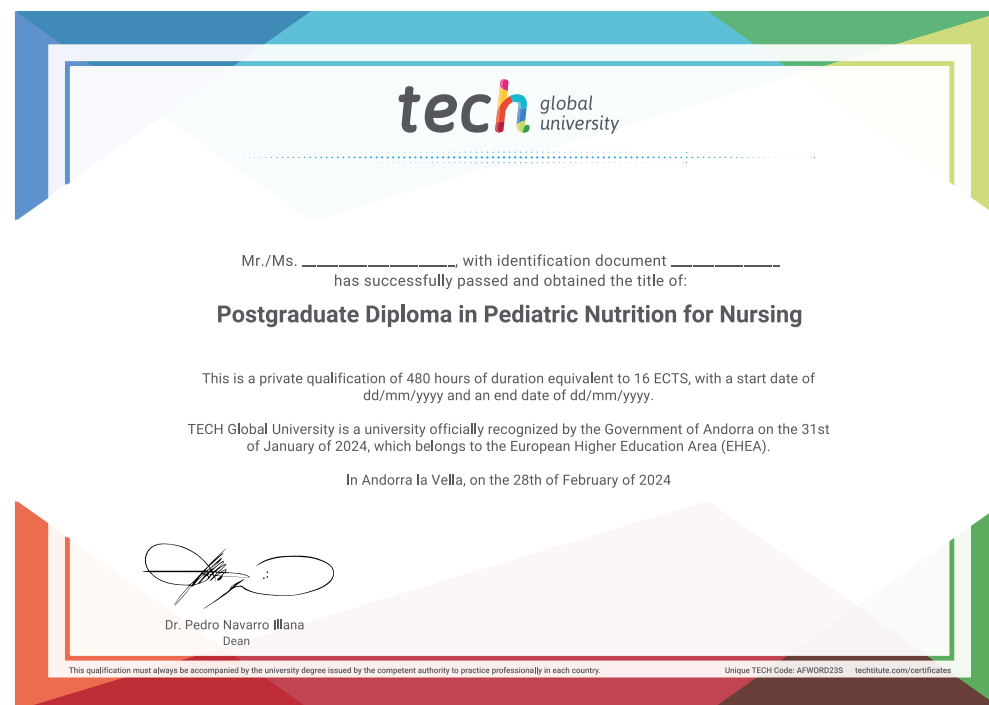 tech global university
Mr./Ms. ____________________, with identification document ______________
has successfully passed and obtained the title of:
Postgraduate Diploma in Pediatric Nutrition for Nursing
This is a private qualification of 480 hours of duration equivalent to 16 ECTS, with a start date of
dd/mm/yyyy and an end date of dd/mm/yyyy.
TECH Global University is a university officially recognized by the Government of Andorra on the 31st
of January of 2024, which belongs to the European Higher Education Area (EHEA).
In Andorra la Vella, on the 28th of February of 2024
Dr. Pedro Navarro Illana
Dean
This qualification must always be accompanied by the university degree issued by the competent authority to practice professionally in each country.
Unique TECH Code: AFWORD23S techtitute.com/certificates